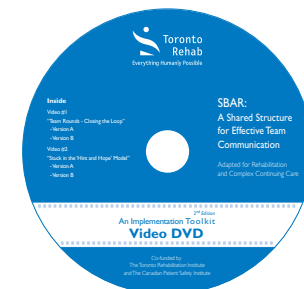 Toronto
Rehab
Everything Humanly Possible
Inside
Video #1
"Team Rounds - Closing the Loop"
- Version A
- Version B
Video #2
"Stuck in the 'Hint and Hope' Model"
- Version A
- Version B
SBAR:
A Shared Structure
for Effective Team
Communication
Adapted for Rehabilitation
and Complex Continuing Care
2nd Edition
An Implementation Toolkit
Video DVD
Co-funded by
The Toronto Rehabilitation Institute
and The Canadian Patient Safety Institute